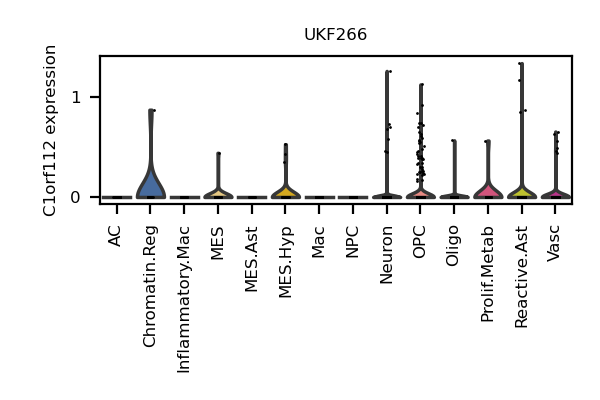 UKF266
C1orf112 expression
1
0
AC
Chromatin.Reg
Inflammatory.Mac
MES
MES.Ast
MES.Hyp
Mac
NPC
Neuron
OPC
Oligo
Prolif.Metab
Reactive.Ast
Vasc